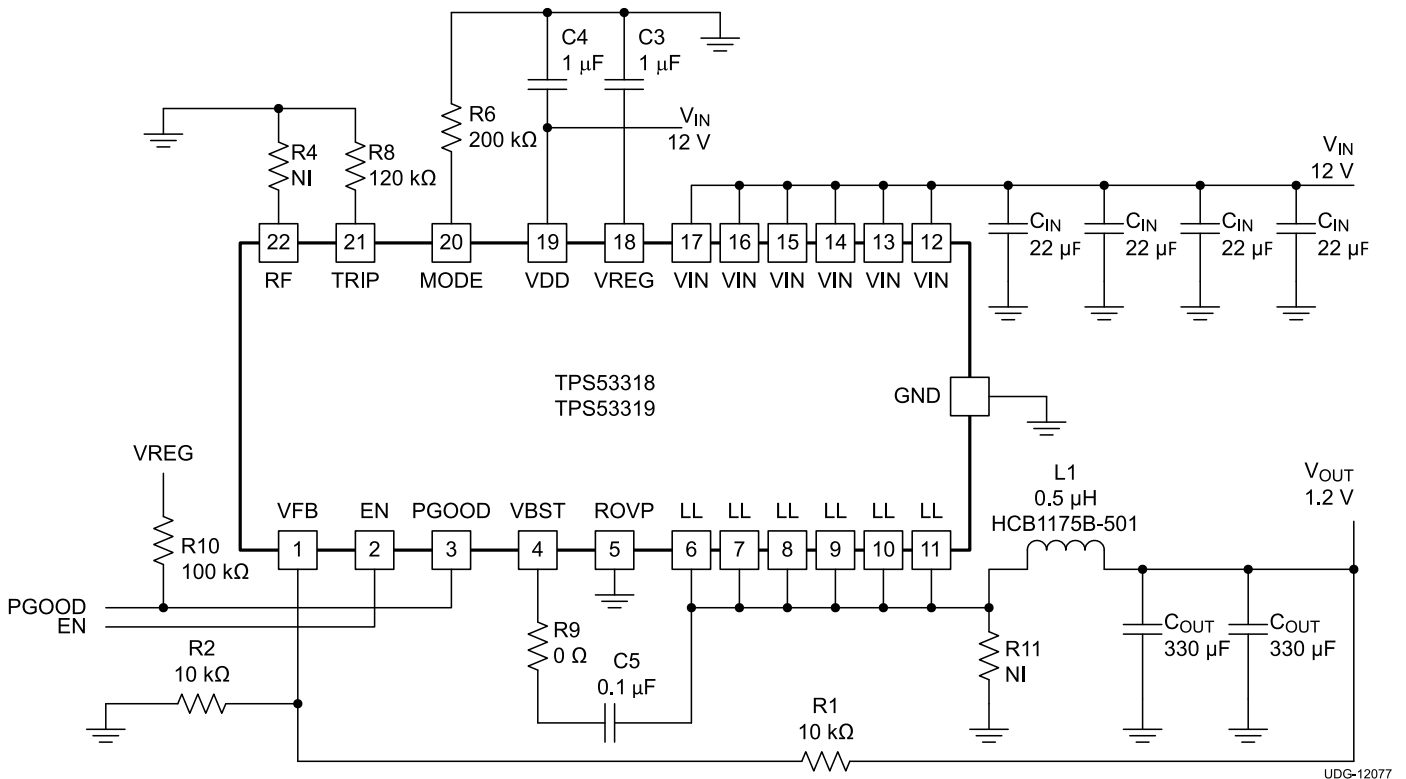 C4
1 µF
C3
1 µF
R6
200 kΩ
VIN
12 V
R4
NI
R8
120 kΩ
VIN
12 V
CIN
22 µF
CIN
22 µF
CIN
22 µF
CIN
22 µF
22
21
20
19
18
17
16
15
14
13
12
RF
TRIP
MODE
VDD
VREG
VIN
VIN
VIN
VIN
VIN
VIN
TPS53318
TPS53319
GND
VREG
R10
100 kΩ
VFB
EN
PGOOD
VBST
ROVP
LL
LL
LL
LL
LL
LL
1
2
3
4
5
6
7
8
9
10
11
L1
0.5 µH
HCB1175B-501
VOUT
1.2 V
PGOOD
EN
R2
10 kΩ
R9
0 Ω
C5
0.1 µF
R11
NI
COUT
330 µF
COUT
330 µF
R1
10 kΩ
UDG-12077